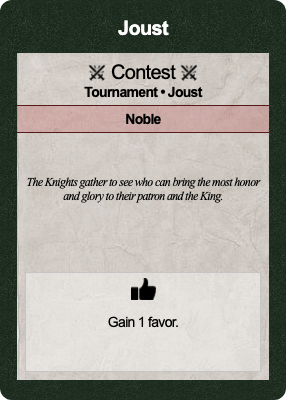 Joust
Contest
Tournament • Joust
Noble
The Knights gather to see who can bring the most honor
and glory to their patron and the King.
Gain 1 favor.